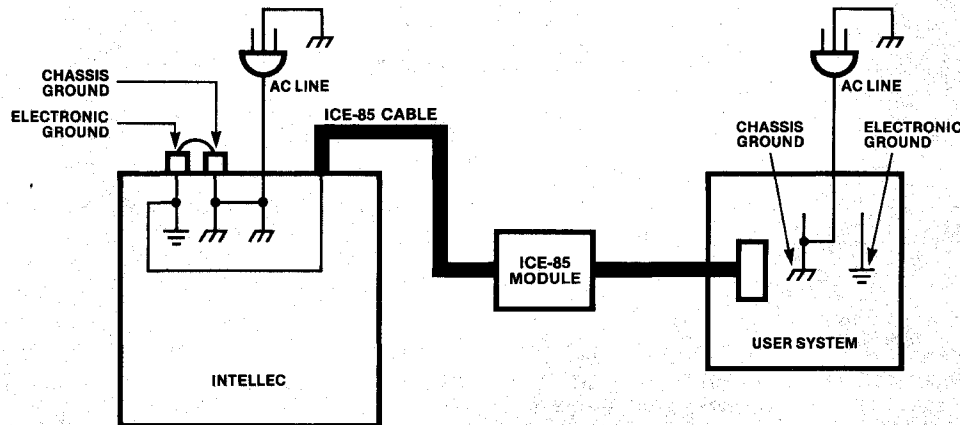 CHASSIS
GROUND
ELECTRONIC
GROUND
AC LINE
ICE-85 CABLE
INTELLEC
ICE-85
MODULE
AC LINE
CHASSIS
GROUND
ELECTRONIC
GROUND
USER SYSTEM